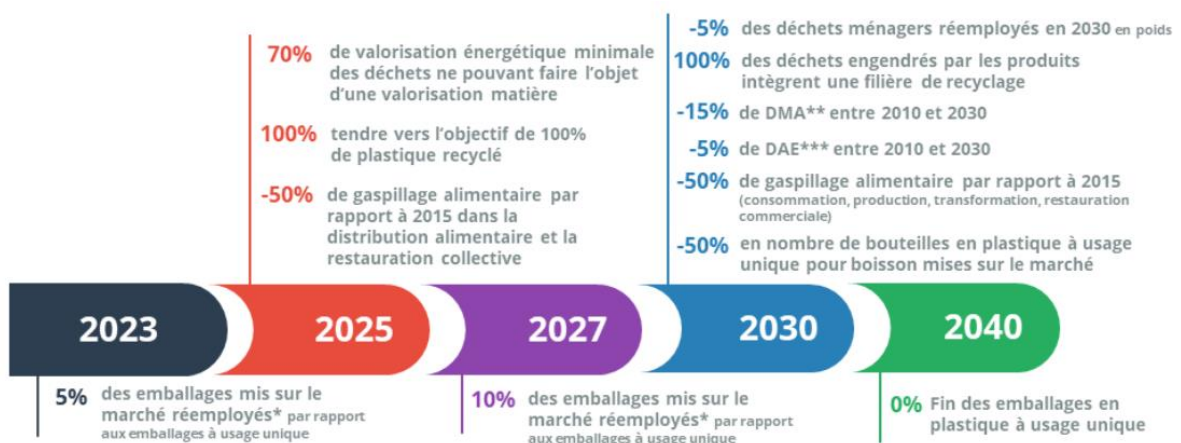 70% de valorisation énergétique minimale
des déchets ne pouvant faire l'objet
d'une valorisation matière
100% tendre vers l'objectif de 100%
de plastique recyclé
-50% de gaspillage alimentaire par
rapport à 2015 dans la
distribution alimentaire et la
restauration collective
-5% des déchets ménagers réemployés en 2030 en poids
100% des déchets engendrés par les produits
intègrent une filière de recyclage
-15% de DMA** entre 2010 et 2030
-5% de DAE*** entre 2010 et 2030
-50% de gaspillage alimentaire par rapport à 2015
(consommation, production, transformation, restauration
commerciale)
-50% en nombre de bouteilles en plastique à usage
unique pour boisson mises sur le marché
2023
2025
2027
2030
2040
5% des emballages mis sur le
marché réemployés* par rapport
aux emballages à usage unique
10% des emballages mis sur le
marché réemployés* par rapport
aux emballages à usage unique
0% Fin des emballages en
plastique à usage unique